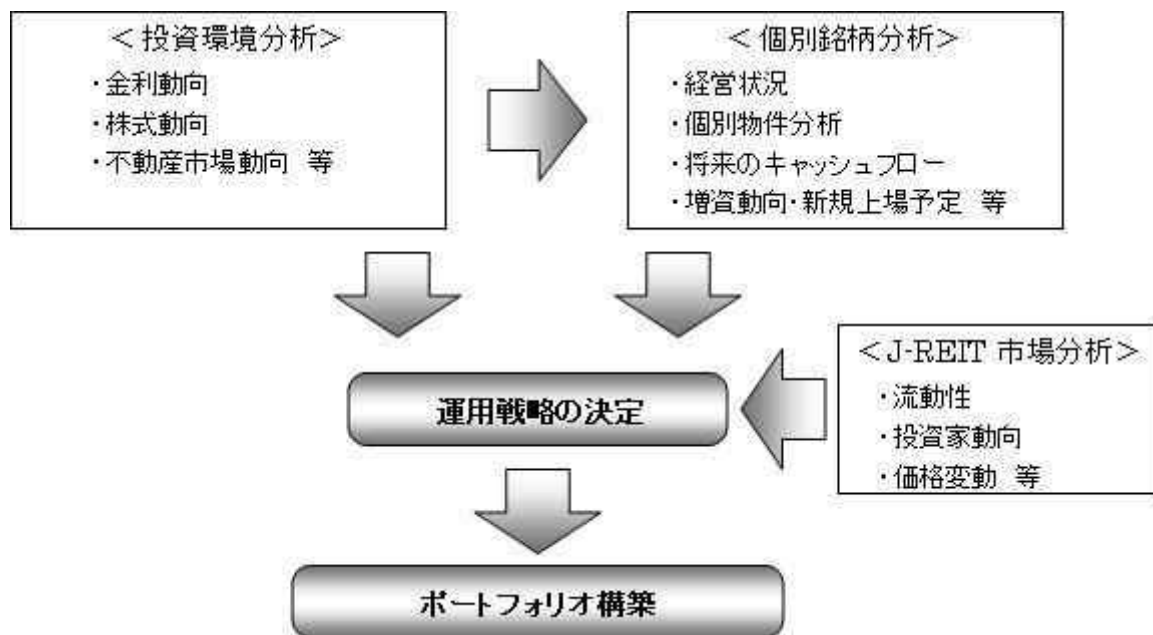 ＜投資環境分析＞
・金利動向
・株式動向
・不動産市場動向 等
＜個別銘柄分析＞
・経営状況
・個別物件分析
・将来のキャッシュフロー
・増資動向・新規上場予定 等
＜J-REIT 市場分析＞
・流動性
・投資家動向
・価格変動 等
運用戦略の決定
ポートフォリオ構築